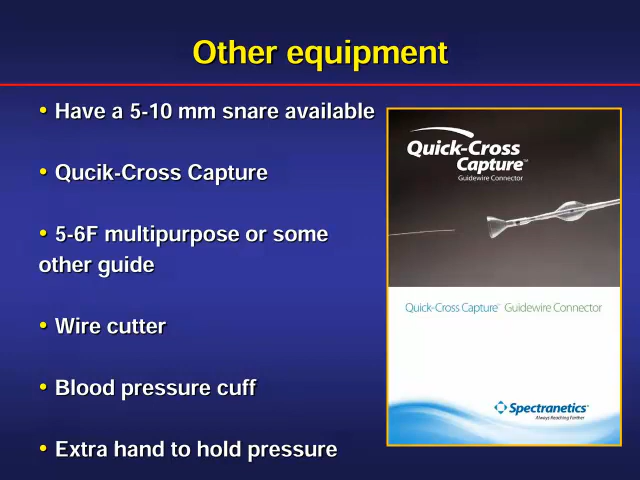 Other equipment
• Have a 5-10 mm snare available
• Qucik-Cross Capture
• 5-6F multipurpose or some
other guide
• Wire cutter
• Blood pressure cuff
• Extra hand to hold pressure
Quick-Cross
Capture™
Guidewire Connector
Quick-Cross Capture™ Guidewire Connector
Spectranetics®
Always Reaching Farther